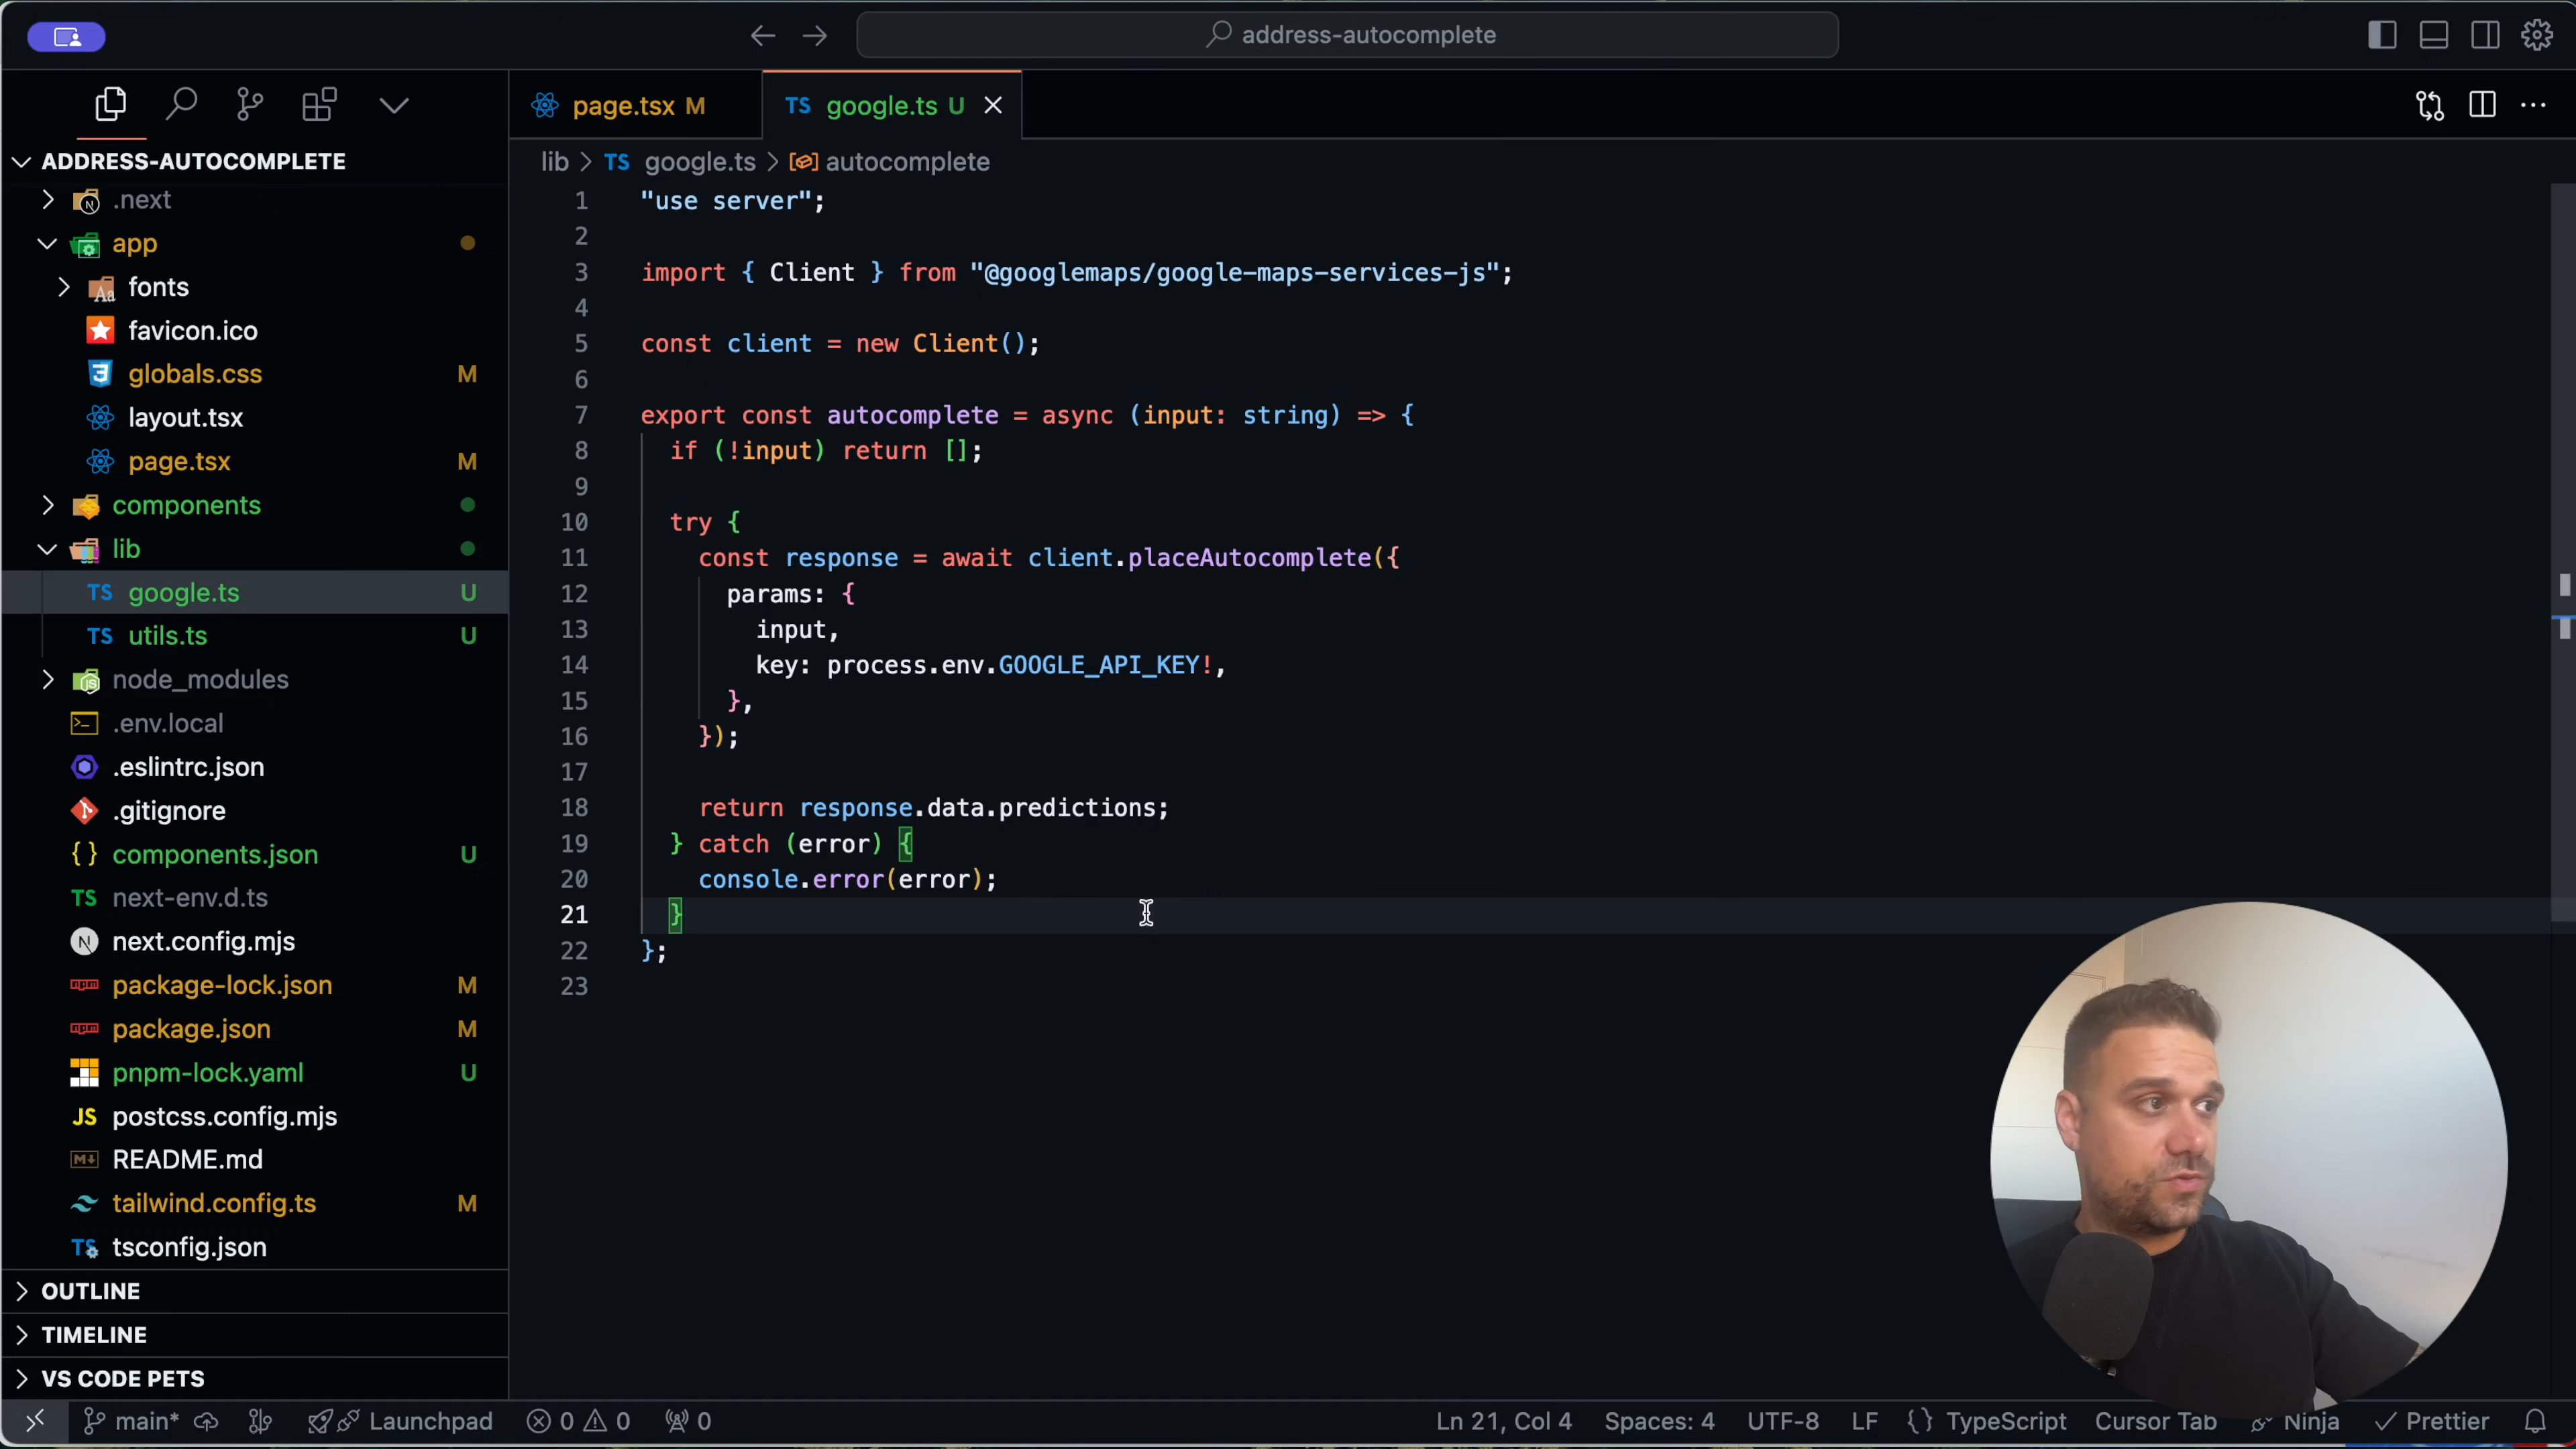 address-autocomplete
page.tsx M
TS google.ts U
ADDRESS-AUTOCOMPLETE
lib > TS google.ts > autocomplete
.next
app
fonts
favicon.ico
globals.css M
layout.tsx
page.tsx M
components
lib
TS google.ts U
TS utils.ts U
node_modules
.env.local
.eslintrc.json
.gitignore
{ } components.json U
TS next-env.d.ts
N next.config.mjs
package-lock.json M
package.json M
pnpm-lock.yaml U
JS postcss.config.mjs
README.md
tailwind.config.ts M
TS tsconfig.json
OUTLINE
TIMELINE
VS CODE PETS
1 "use server";
2
3 import { Client } from "@googlemaps/google-maps-services-js";
4
5 const client = new Client();
6
7 export const autocomplete = async (input: string) => {
8 if (!input) return [];
9
10 try {
11 const response = await client.placeAutocomplete({
12 params: {
13 input,
14 key: process.env.GOOGLE_API_KEY!,
15 },
16 });
17
18 return response.data.predictions;
19 } catch (error) {
20 console.error(error);
21 }
22 };
23
main* Launchpad 0 0 0 Ln 21, Col 4 Spaces: 4 UTF-8 LF { } TypeScript Cursor Tab Ninja Prettier